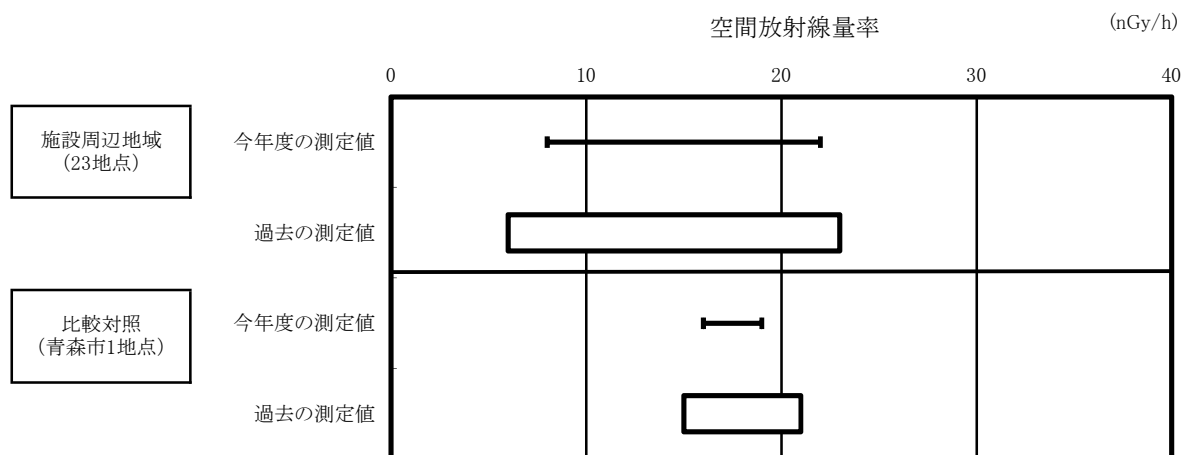 空間放射線量率
(nGy/h)
0 10 20 30 40
施設周辺地域
(23地点)
今年度の測定値
過去の測定値
比較対照
(青森市1地点)
今年度の測定値
過去の測定値